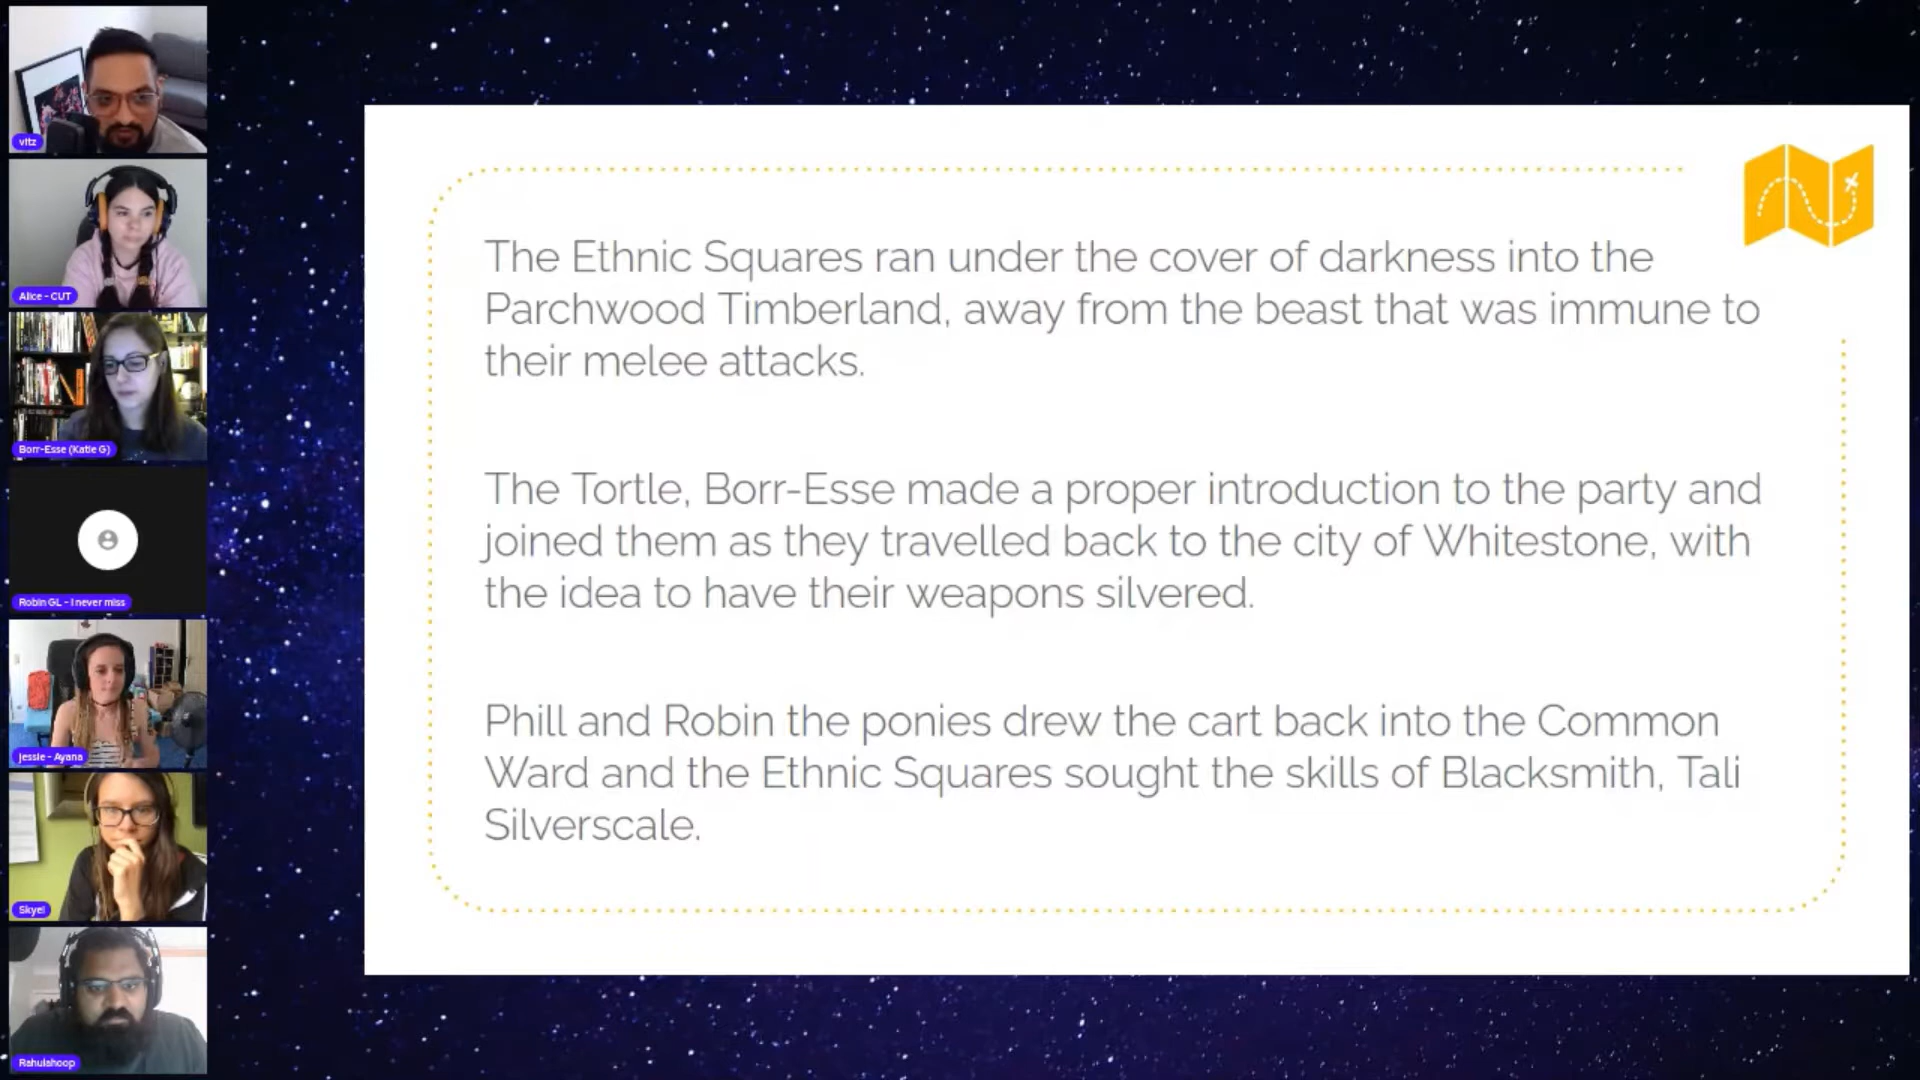 vitz
Alice - CUT
Borr-Esse (Katie G)
Robin GL - I never miss
Jessie - Ayana
Skyel
Rahulahoop
The Ethnic Squares ran under the cover of darkness into the
Parchwood Timberland, away from the beast that was immune to
their melee attacks.
The Tortle, Borr-Esse made a proper introduction to the party and
joined them as they travelled back to the city of Whitestone, with
the idea to have their weapons silvered.
Phill and Robin the ponies drew the cart back into the Common
Ward and the Ethnic Squares sought the skills of Blacksmith, Tali
Silverscale.